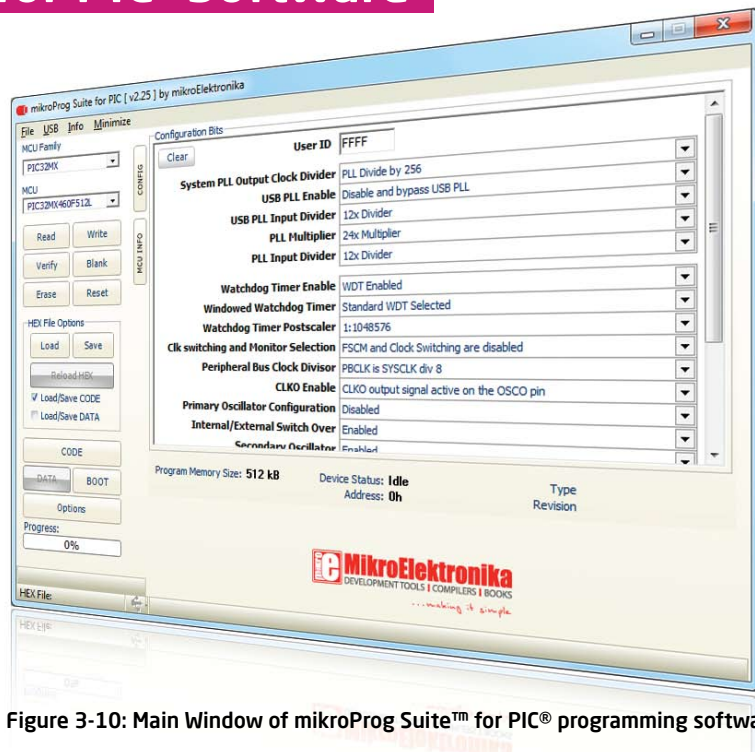 for PIC® Software
mikroProg Suite for PIC [ v2.25 ] by mikroElektronika
File USB Info Minimize
MCU Family
PIC32MX
MCU
PIC32MX460F512L
Read Write
Verify Blank
Erase Reset
HEX File Options
Load Save
Reload HEX
Load/Save CODE
Load/Save DATA
CODE
DATA BOOT
Options
Progress:
0%
HEX File:
CONFIG
MCU INFO
Configuration Bits
Clear
User ID FFFF
System PLL Output Clock Divider PLL Divide by 256
USB PLL Enable Disable and bypass USB PLL
USB PLL Input Divider 12x Divider
PLL Multiplier 24x Multiplier
PLL Input Divider 12x Divider
Watchdog Timer Enable WDT Enabled
Windowed Watchdog Timer Standard WDT Selected
Watchdog Timer Postscaler 1:1048576
Clk switching and Monitor Selection FSCM and Clock Switching are disabled
Peripheral Bus Clock Divisor PBCLK is SYSCLK div 8
CLKO Enable CLKO output signal active on the OSCO pin
Primary Oscillator Configuration Disabled
Internal/External Switch Over Enabled
Secondary Oscillator Enabled
Program Memory Size: 512 kB
Device Status: Idle
Address: 0h
Type
Revision
MikroElektronika
DEVELOPMENT TOOLS | COMPILERS | BOOKS
...making it simple
Figure 3-10: Main Window of mikroProg Suite™ for PIC® programming softwa